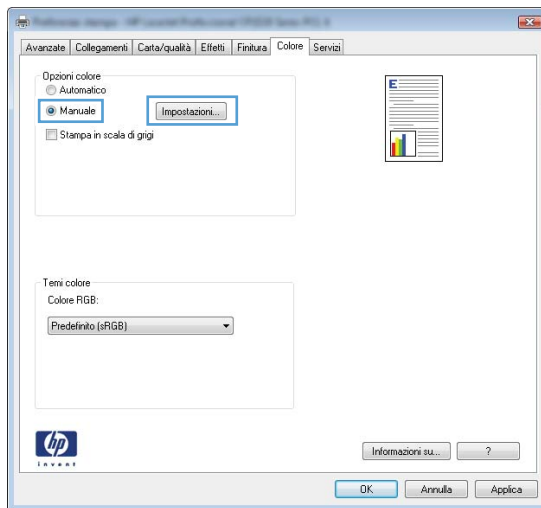 Avanzate Collegamenti Carta/qualità Effetti Finitura Colore Servizi
Opzioni colore
Automatico
Manuale Impostazioni...
Stampa in scala di grigi
E
Temi colore
Colore RGB:
Predefinito (sRGB)
hp
invent
Informazioni su... ?
OK Annulla Applica